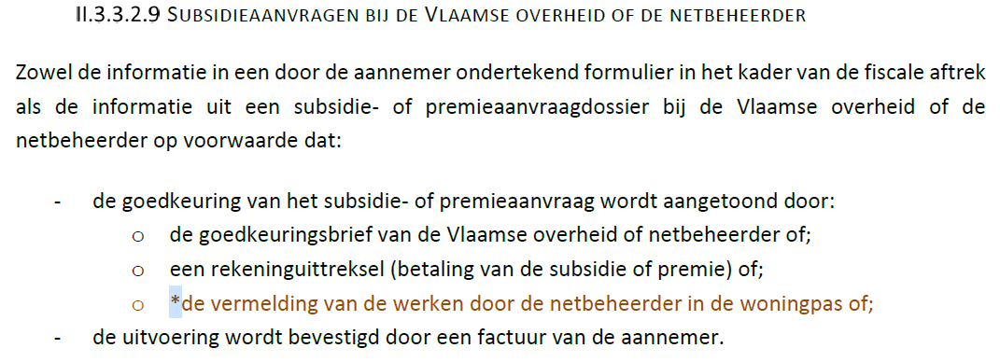 II.3.3.2.9 SUBSIDIEAANVRAGEN BIJ DE VLAAMSE OVERHEID OF DE NETBEHEERDER
Zowel de informatie in een door de aannemer ondertekend formulier in het kader van de fiscale aftrek
als de informatie uit een subsidie- of premieaanvraagdossier bij de Vlaamse overheid of de
netbeheerder op voorwaarde dat:
- de goedkeuring van het subsidie- of premieaanvraag wordt aangetoond door:
o de goedkeuringsbrief van de Vlaamse overheid of netbeheerder of;
o een rekeninguittreksel (betaling van de subsidie of premie) of;
o *de vermelding van de werken door de netbeheerder in de woningpas of;
- de uitvoering wordt bevestigd door een factuur van de aannemer.